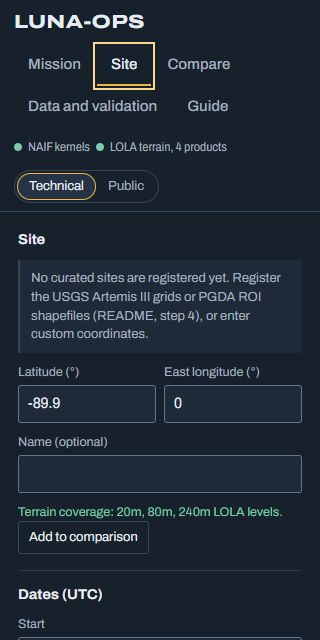 LUNA-OPS
Mission Site Compare
Data and validation Guide
NAIF kernels LOLA terrain, 4 products
Technical Public
Site
No curated sites are registered yet. Register
the USGS Artemis III grids or PGDA ROI
shapefiles (README, step 4), or enter
custom coordinates.
Latitude (°) East longitude (°)
-89.9 0
Name (optional)
Terrain coverage: 20m, 80m, 240m LOLA levels.
Add to comparison
Dates (UTC)
Start